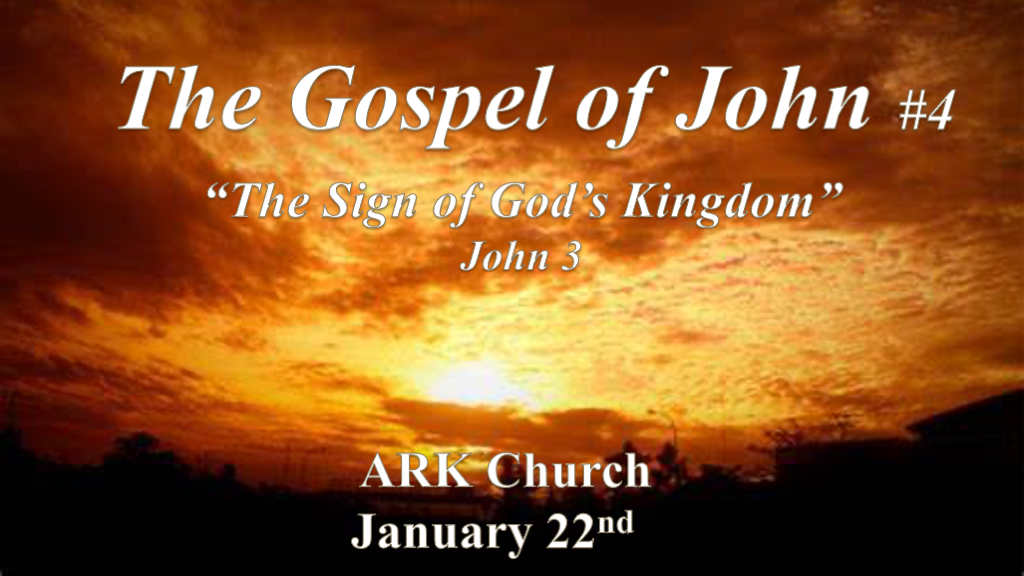 The Gospel of John #4
“The Sign of God’s Kingdom”
John 3
ARK Church
January 22nd